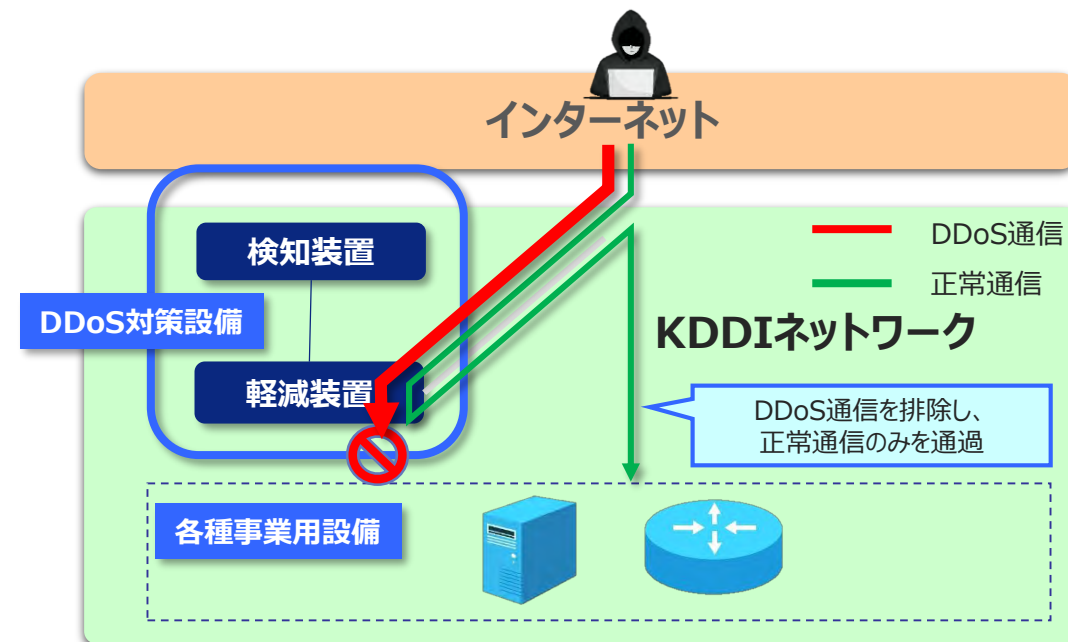 インターネット
検知装置
DDoS対策設備
軽減装置
DDoS通信
正常通信
KDDIネットワーク
DDoS通信を排除し、
正常通信のみを通過
各種事業用設備